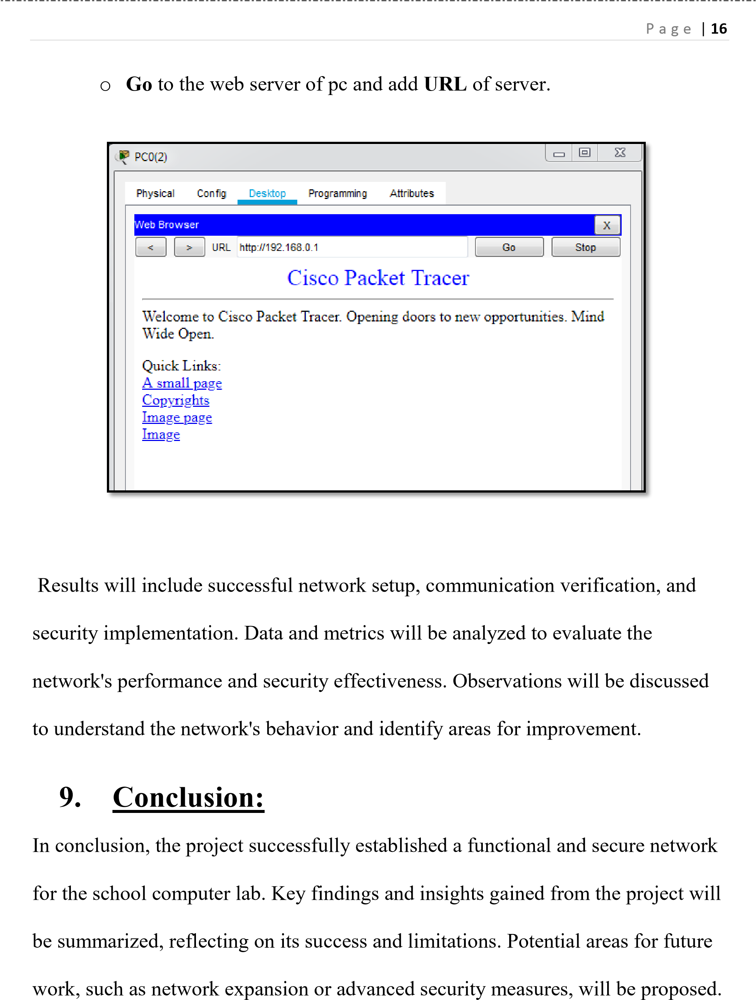 Page | 16
o Go to the web server of pc and add URL of server.
PC0(2)
Physical Config Desktop Programming Attributes
Web Browser X
< > URL http://192.168.0.1 Go Stop
Cisco Packet Tracer
Welcome to Cisco Packet Tracer. Opening doors to new opportunities. Mind
Wide Open.
Quick Links:
A small page
Copyrights
Image page
Image
Results will include successful network setup, communication verification, and
security implementation. Data and metrics will be analyzed to evaluate the
network's performance and security effectiveness. Observations will be discussed
to understand the network's behavior and identify areas for improvement.
9. Conclusion:
In conclusion, the project successfully established a functional and secure network
for the school computer lab. Key findings and insights gained from the project will
be summarized, reflecting on its success and limitations. Potential areas for future
work, such as network expansion or advanced security measures, will be proposed.